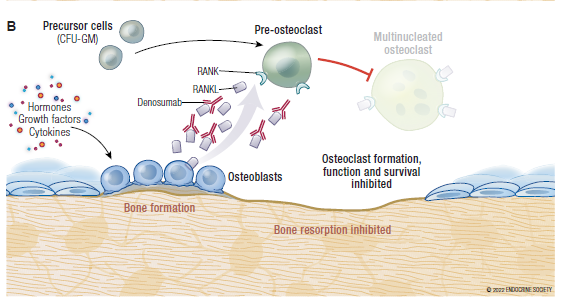 B
Precursor cells
(CFU-GM)
Pre-osteoclast
Multinucleated
osteoclast
RANK
RANKL
Denosumab
Hormones
Growth factors
Cytokines
Osteoblasts
Osteoclast formation,
function and survival
inhibited
Bone formation
Bone resorption inhibited
© 2022 ENDOCRINE SOCIETY